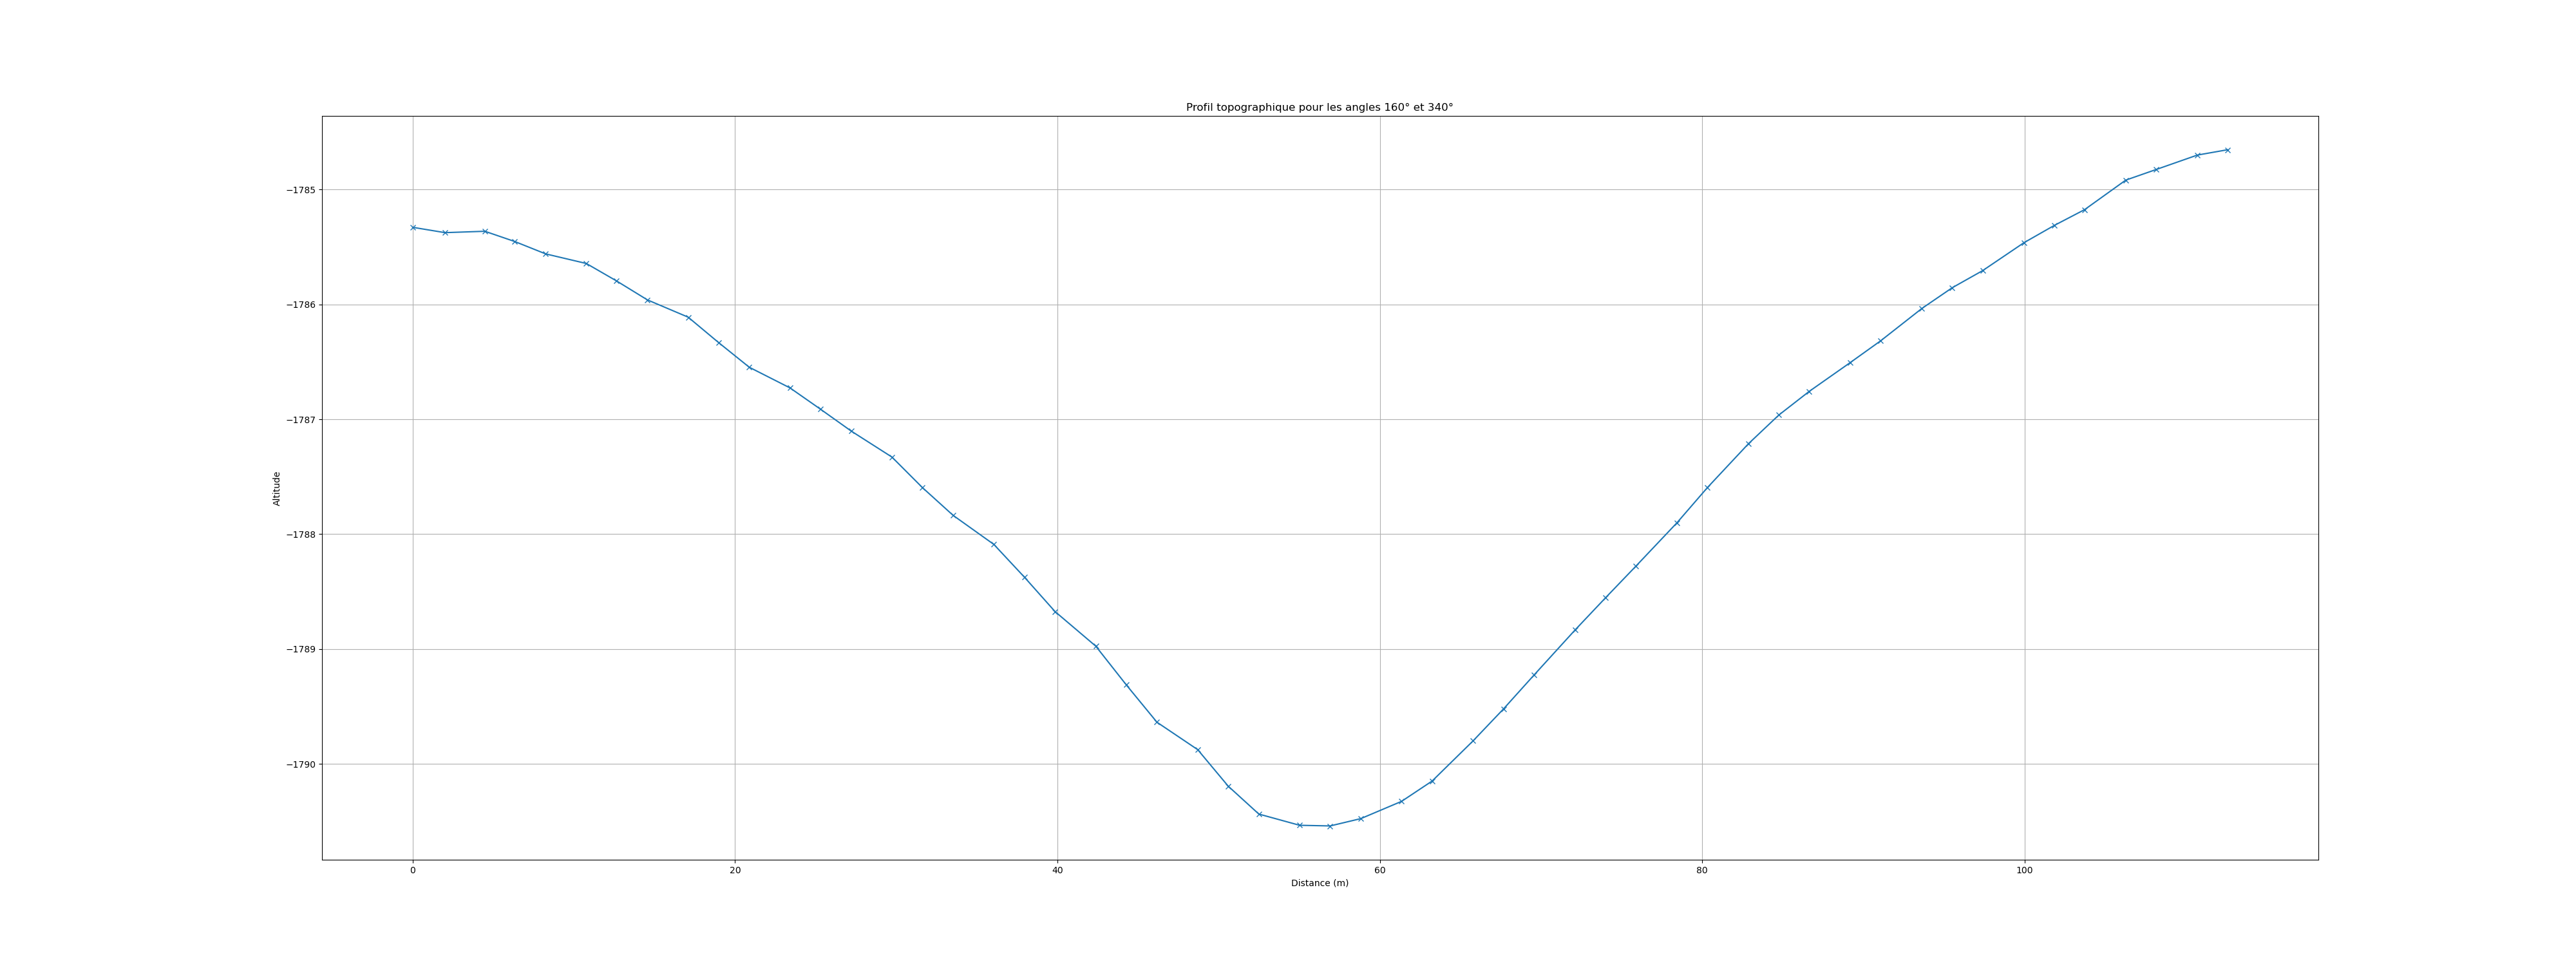 Profil topographique pour les angles 160° et 340°
Altitude
−1785
−1786
−1787
−1788
−1789
−1790
0 20 40 60 80 100
Distance (m)